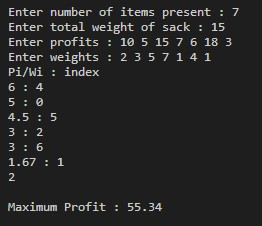 Enter number of items present : 7
Enter total weight of sack : 15
Enter profits : 10 5 15 7 6 18 3
Enter weights : 2 3 5 7 1 4 1
Pi/Wi : index
6 : 4
5 : 0
4.5 : 5
3 : 2
3 : 6
1.67 : 1
2
Maximum Profit : 55.34